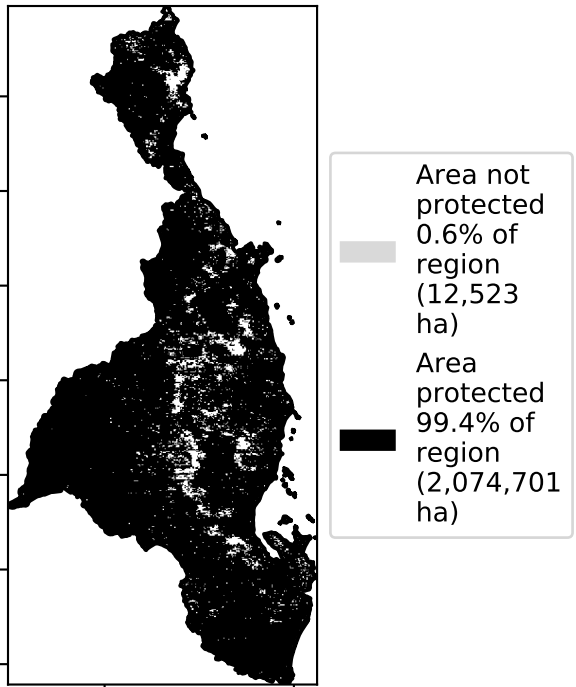 Area not
protected
0.6% of
region
(12,523
ha)
Area
protected
99.4% of
region
(2,074,701
ha)